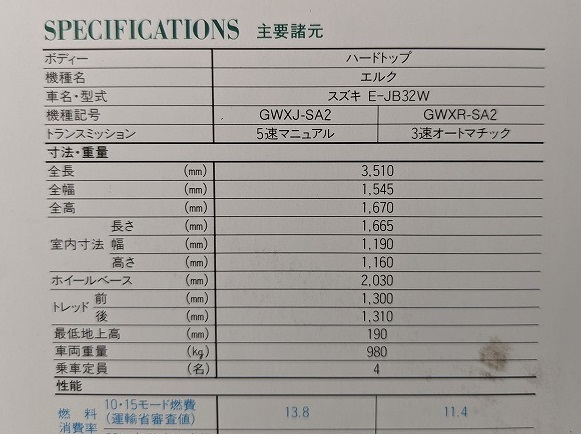 SPECIFICATIONS 主要諸元
ボディー ハードトップ
機種名 エルク
車名・型式 スズキ E-JB32W
機種記号 GWXJ-SA2 GWXR-SA2
トランスミッション 5速マニュアル 3速オートマチック
寸法・重量
全長 (mm) 3,510
全幅 (mm) 1,545
全高 (mm) 1,670
室内寸法 長さ (mm) 1,665
幅 (mm) 1,190
高さ (mm) 1,160
ホイールベース (mm) 2,030
トレッド 前 (mm) 1,300
後 (mm) 1,310
最低地上高 (mm) 190
車両重量 (kg) 980
乗車定員 (名) 4
性能
燃料消費率 10・15モード燃費 13.8 11.4
(運輸省審査値)